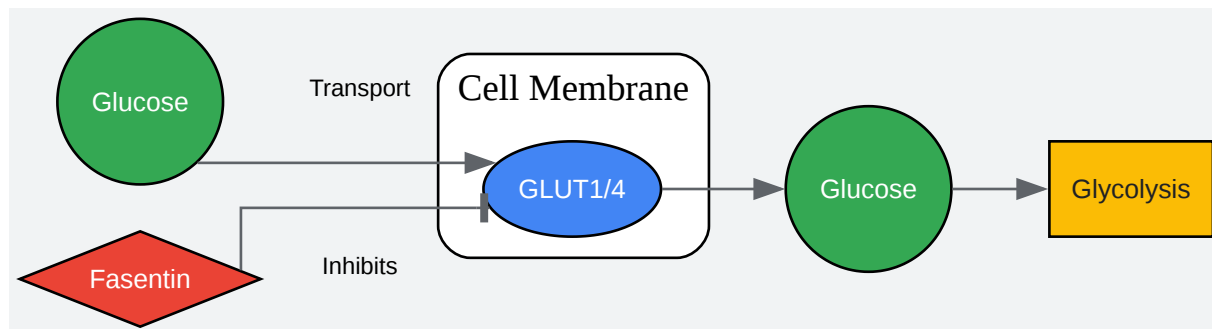 Glucose
Transport
Cell Membrane
GLUT1/4
Glucose
Glycolysis
Fasentin
Inhibits